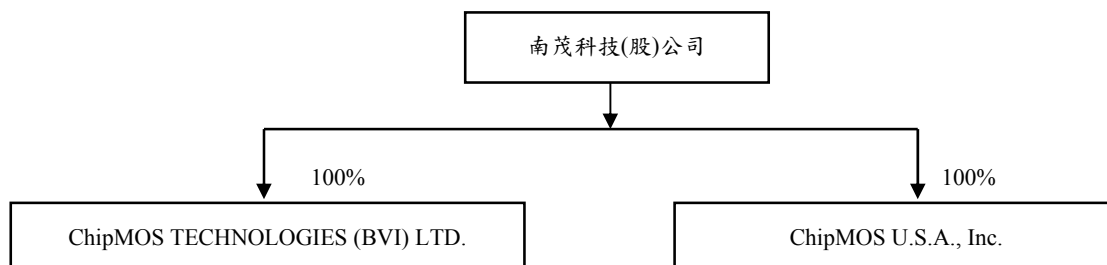 南茂科技(股)公司
100%
100%
ChipMOS TECHNOLOGIES (BVI) LTD.
ChipMOS U.S.A., Inc.